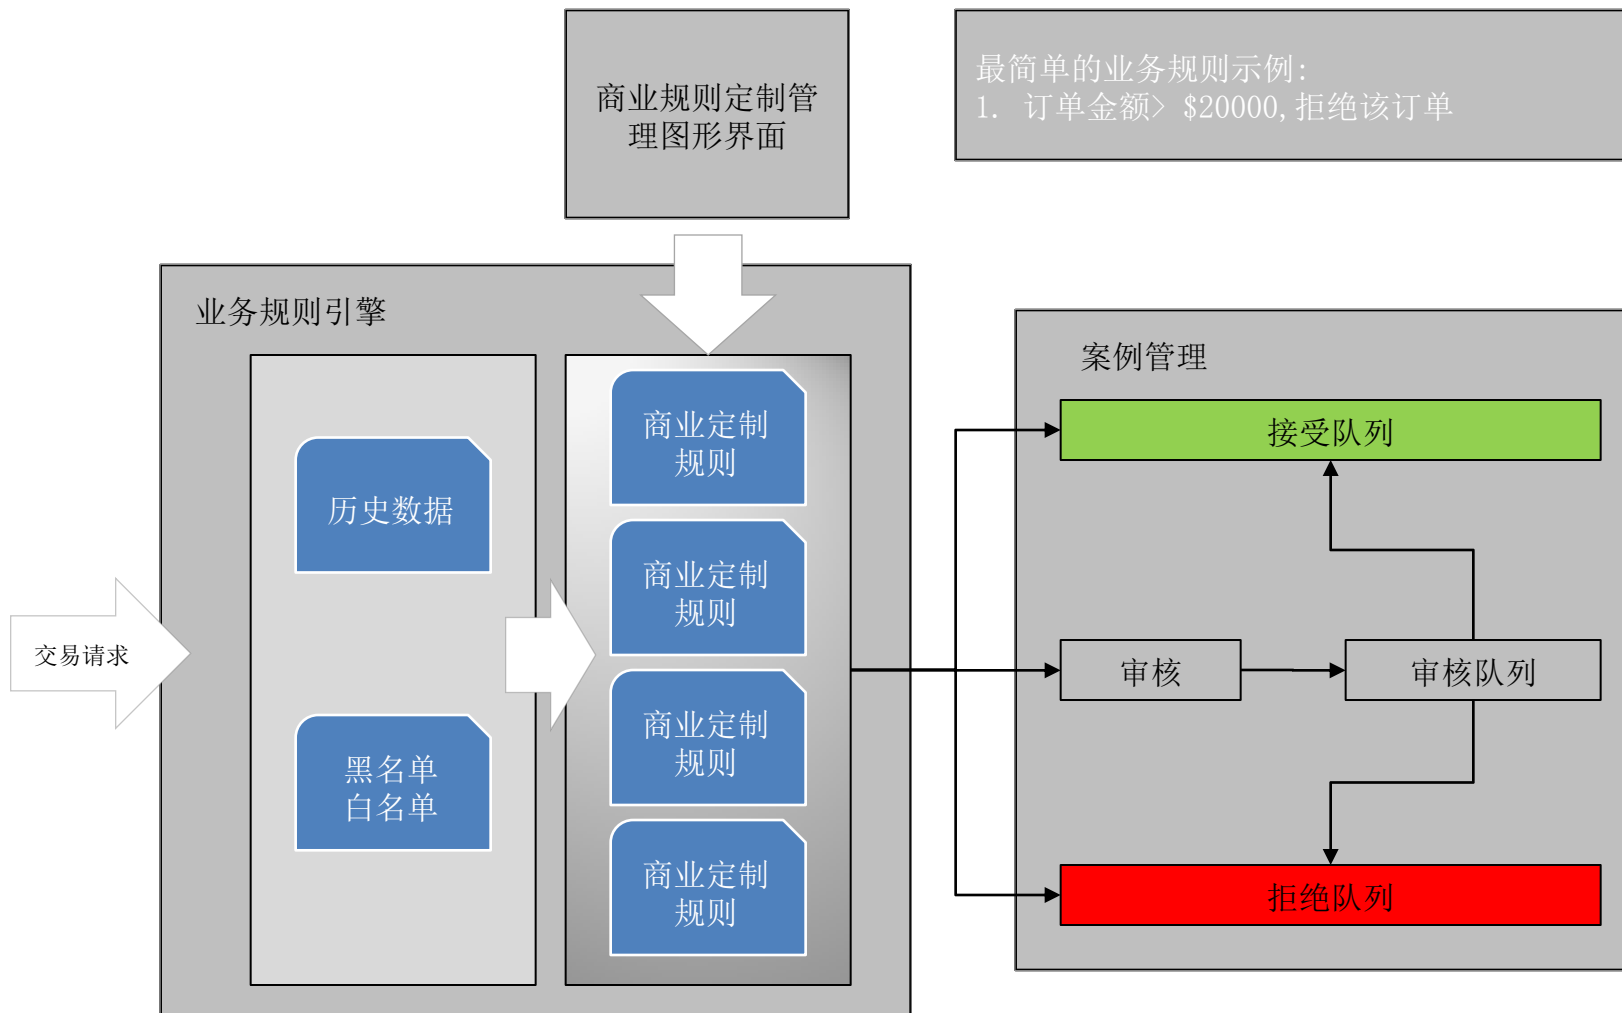 商业规则定制管
理图形界面
最简单的业务规则示例:
1. 订单金额> $20000,拒绝该订单
业务规则引擎
历史数据
黑名单
白名单
交易请求
商业定制
规则
商业定制
规则
商业定制
规则
商业定制
规则
案例管理
接受队列
审核
审核队列
拒绝队列